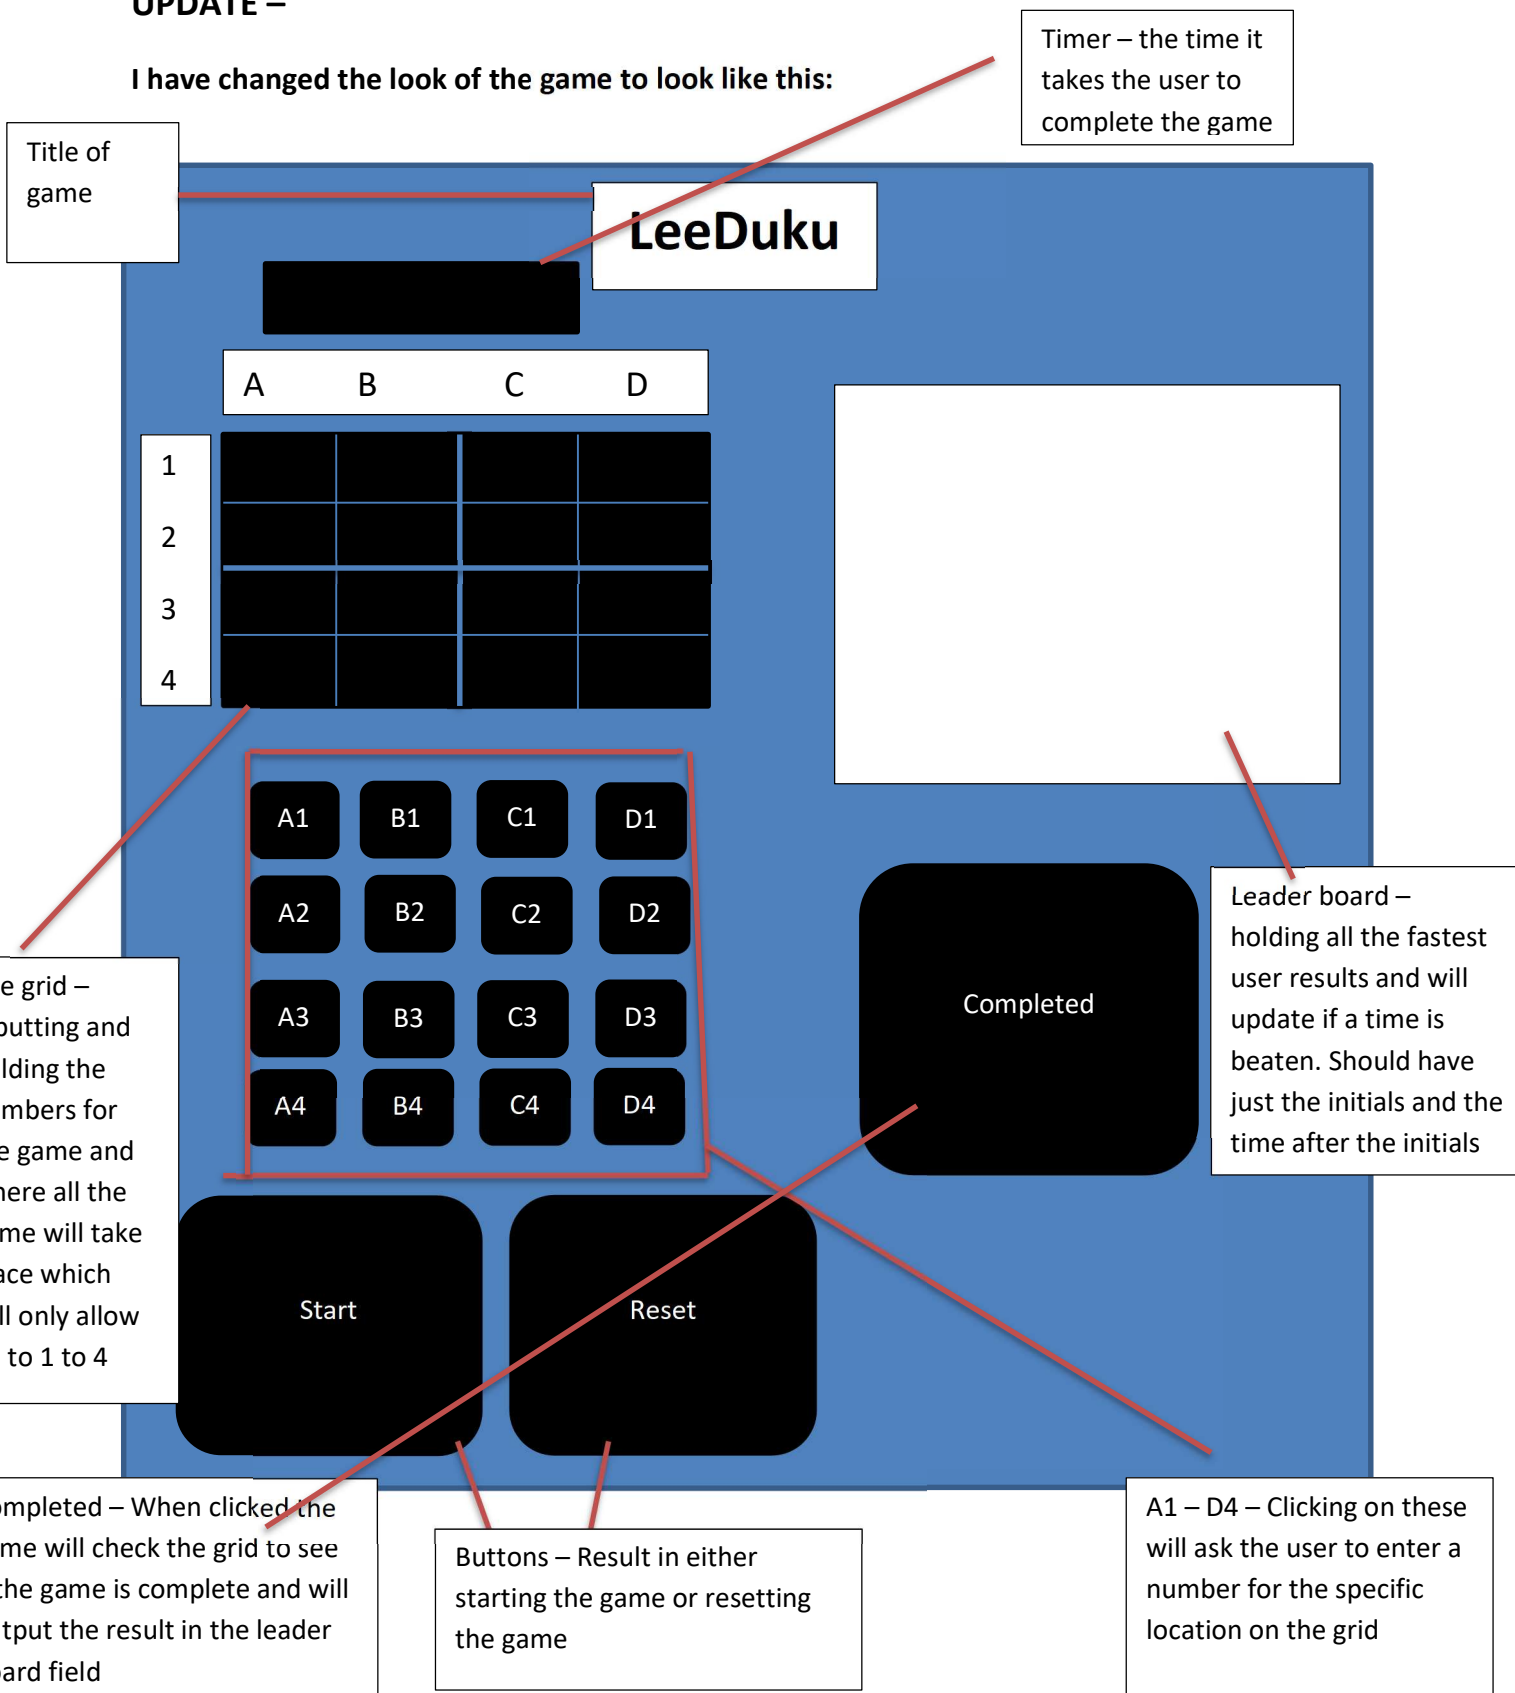 UPDATE –
I have changed the look of the game to look like this:
Timer – the time it
takes the user to
complete the game
Title of
game
LeeDuku
A B C D
1
2
3
4
A1 B1 C1 D1
A2 B2 C2 D2
A3 B3 C3 D3
A4 B4 C4 D4
Completed
Leader board –
holding all the fastest
user results and will
update if a time is
beaten. Should have
just the initials and the
time after the initials
e grid –
putting and
lding the
mbers for
e game and
here all the
me will take
ace which
ll only allow
to 1 to 4
Start
Reset
ompleted – When clicked the
me will check the grid to see
the game is complete and will
tput the result in the leader
oard field
Buttons – Result in either
starting the game or resetting
the game
A1 – D4 – Clicking on these
will ask the user to enter a
number for the specific
location on the grid